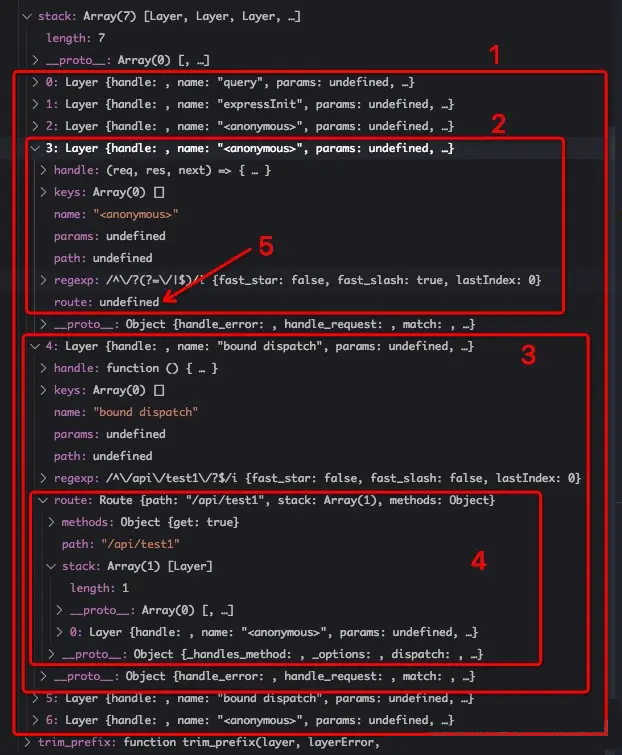 stack: Array(7) [Layer, Layer, Layer, …]
length: 7
__proto__: Array(0) [, …]
1
0: Layer {handle: , name: "query", params: undefined, …}
1: Layer {handle: , name: "expressInit", params: undefined, …}
2: Layer {handle: , name: "<anonymous>", params: undefined, …}
2
3: Layer {handle: , name: "<anonymous>", params: undefined, …}
handle: (req, res, next) => { … }
keys: Array(0) []
name: "<anonymous>"
params: undefined
path: undefined
5
regexp: /^\/?(?=\/|$)/i {fast_star: false, fast_slash: true, lastIndex: 0}
route: undefined
__proto__: Object {handle_error: , handle_request: , match: , …}
4: Layer {handle: , name: "bound dispatch", params: undefined, …}
3
handle: function () { … }
keys: Array(0) []
name: "bound dispatch"
params: undefined
path: undefined
regexp: /^\/api\/test1\/?$/i {fast_star: false, fast_slash: false, lastIndex: 0}
route: Route {path: "/api/test1", stack: Array(1), methods: Object}
methods: Object {get: true}
path: "/api/test1"
4
stack: Array(1) [Layer]
length: 1
__proto__: Array(0) [, …]
0: Layer {handle: , name: "<anonymous>", params: undefined, …}
__proto__: Object {_handles_method: , _options: , dispatch: , …}
__proto__: Object {handle_error: , handle_request: , match: , …}
5: Layer {handle: , name: "bound dispatch", params: undefined, …}
6: Layer {handle: , name: "<anonymous>", params: undefined, …}
trim_prefix: function trim_prefix(layer, layerError,